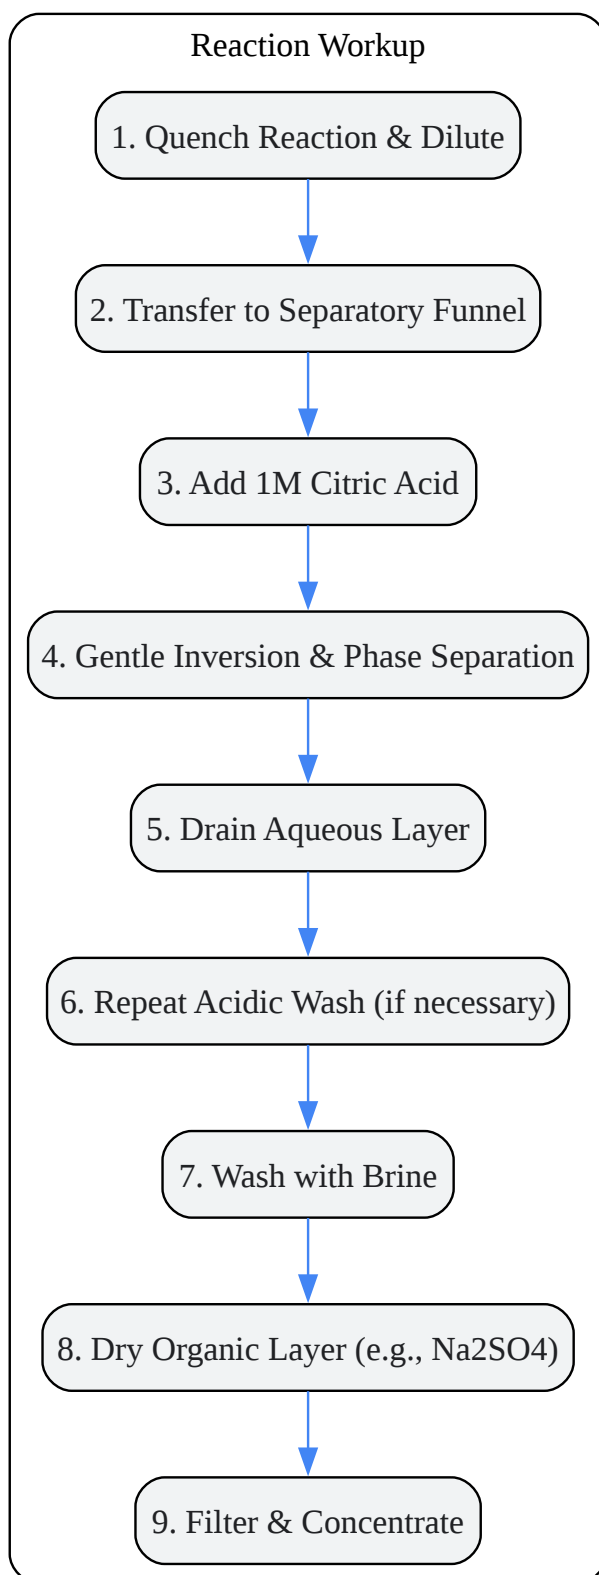 Reaction Workup
1. Quench Reaction & Dilute
2. Transfer to Separatory Funnel
3. Add 1M Citric Acid
4. Gentle Inversion & Phase Separation
5. Drain Aqueous Layer
6. Repeat Acidic Wash (if necessary)
7. Wash with Brine
8. Dry Organic Layer (e.g., Na2SO4)
9. Filter & Concentrate